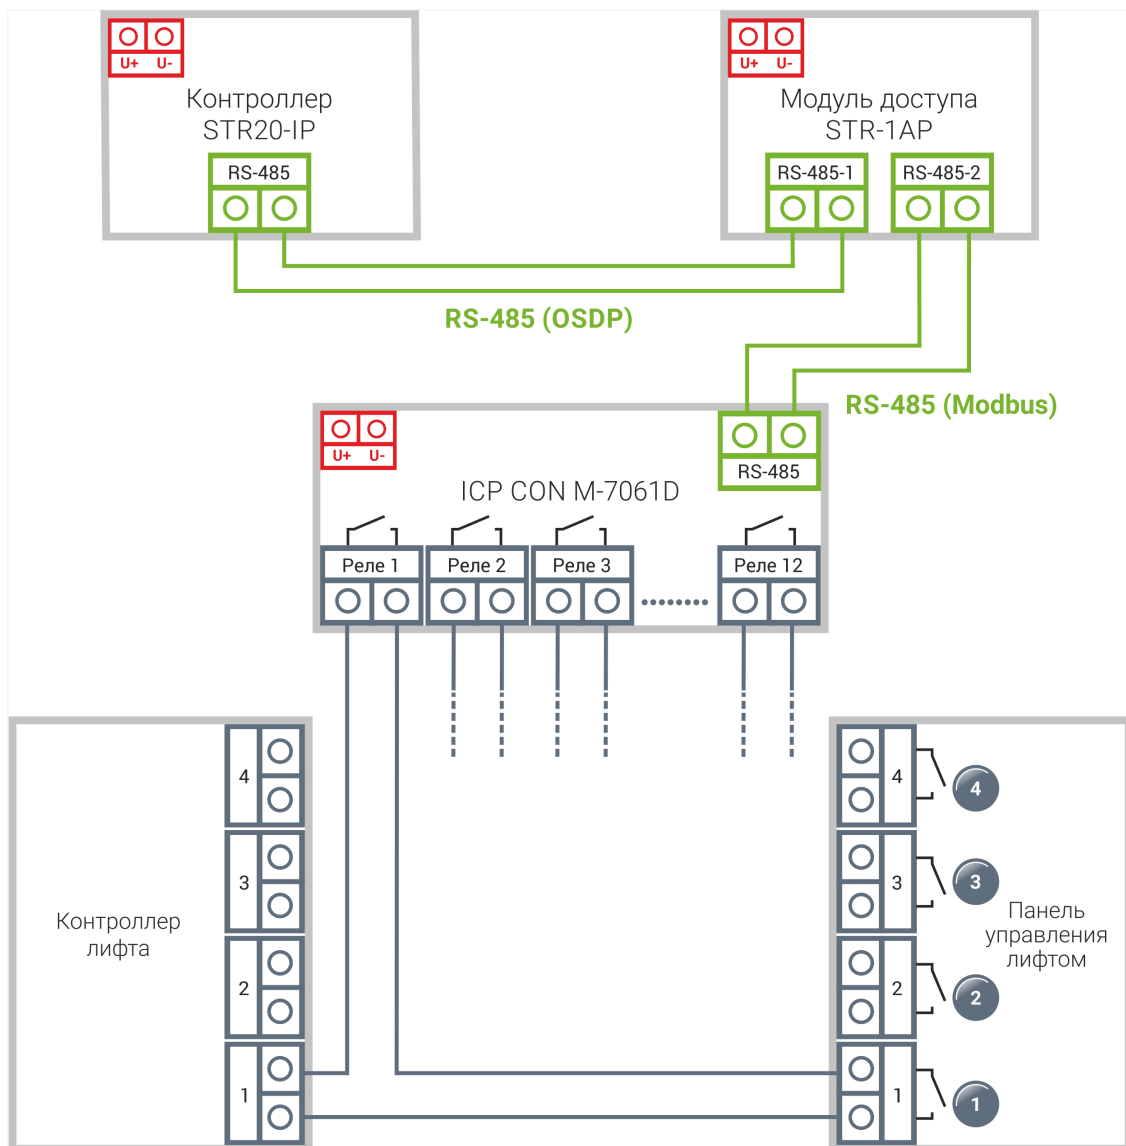 U+ U-
Контроллер
STR20-IP
RS-485
U+ U-
Модуль доступа
STR-1AP
RS-485-1
RS-485-2
RS-485 (OSDP)
RS-485 (Modbus)
U+ U-
RS-485
ICP CON M-7061D
Реле 1
Реле 2
Реле 3
Реле 12
4
3
2
1
Контроллер
лифта
4
3
2
1
4
3
2
1
Панель
управления
лифтом